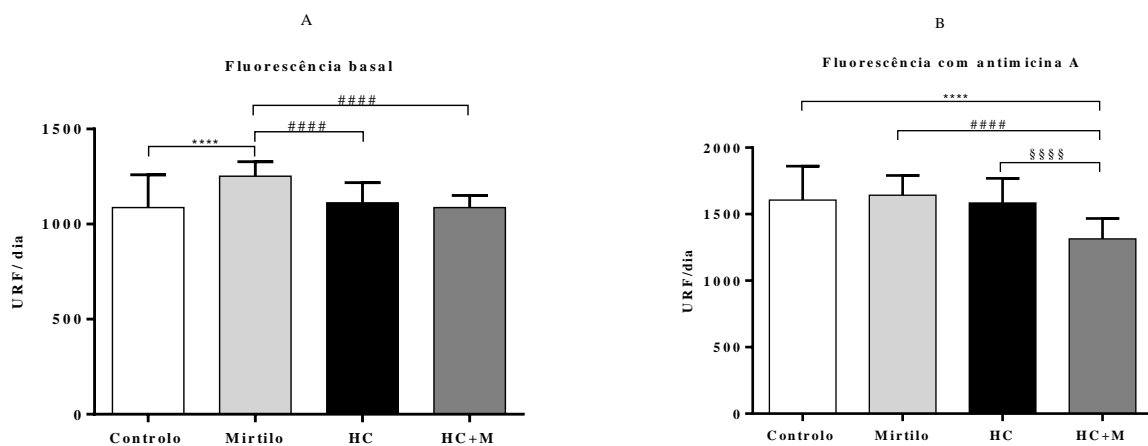 A
Fluorescência basal
####
####
****
1500
1000
500
0
URF/ dia
Controlo Mirtilo HC HC+M
B
Fluorescência com antimicina A
****
####
§§§§
2000
1500
1000
500
0
URF/dia
Controlo Mirtilo HC HC+M